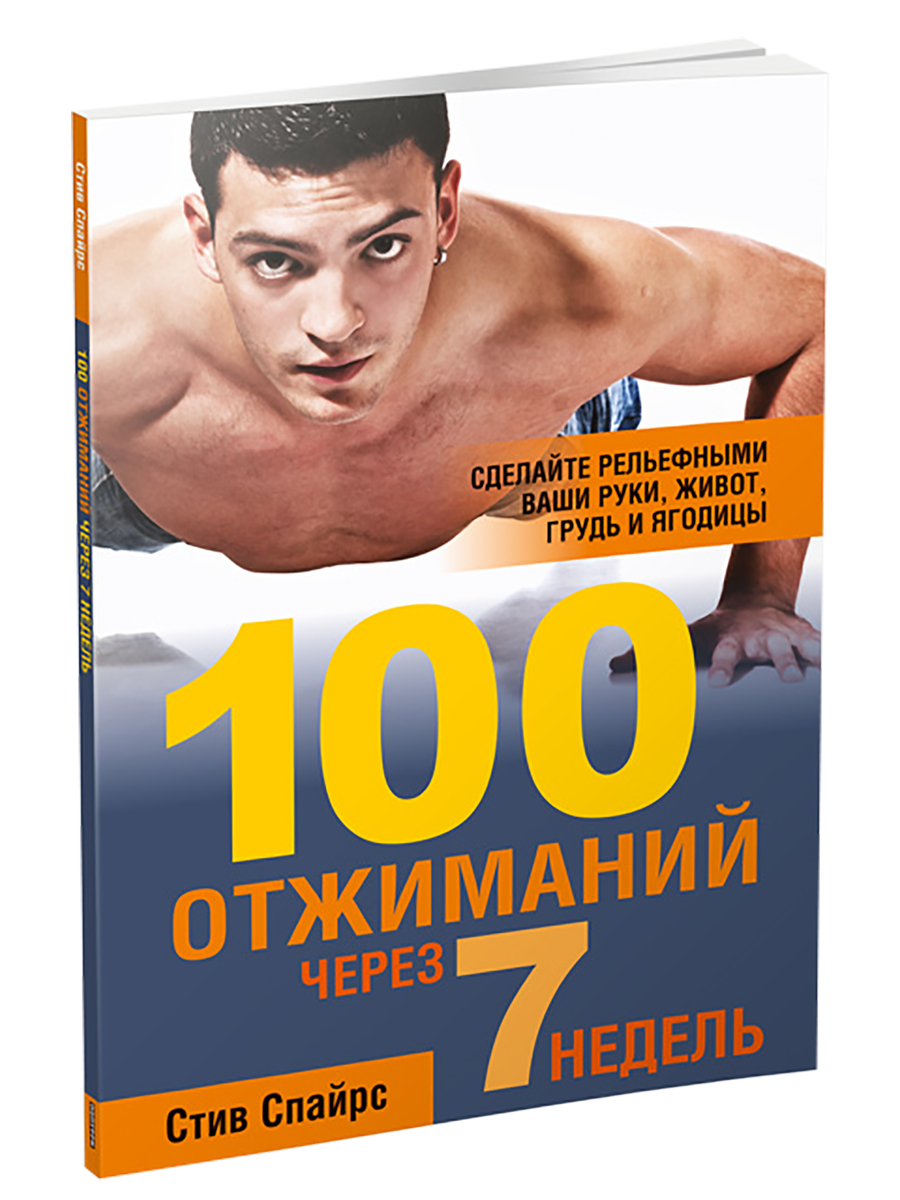 Стив Спайрс
100 ОТЖИМАНИЙ ЧЕРЕЗ 7 НЕДЕЛЬ
СДЕЛАЙТЕ РЕЛЬЕФНЫМИ
ВАШИ РУКИ, ЖИВОТ,
ГРУДЬ И ЯГОДИЦЫ
100
ОТЖИМАНИЙ
ЧЕРЕЗ 7
НЕДЕЛЬ
Стив Спайрс